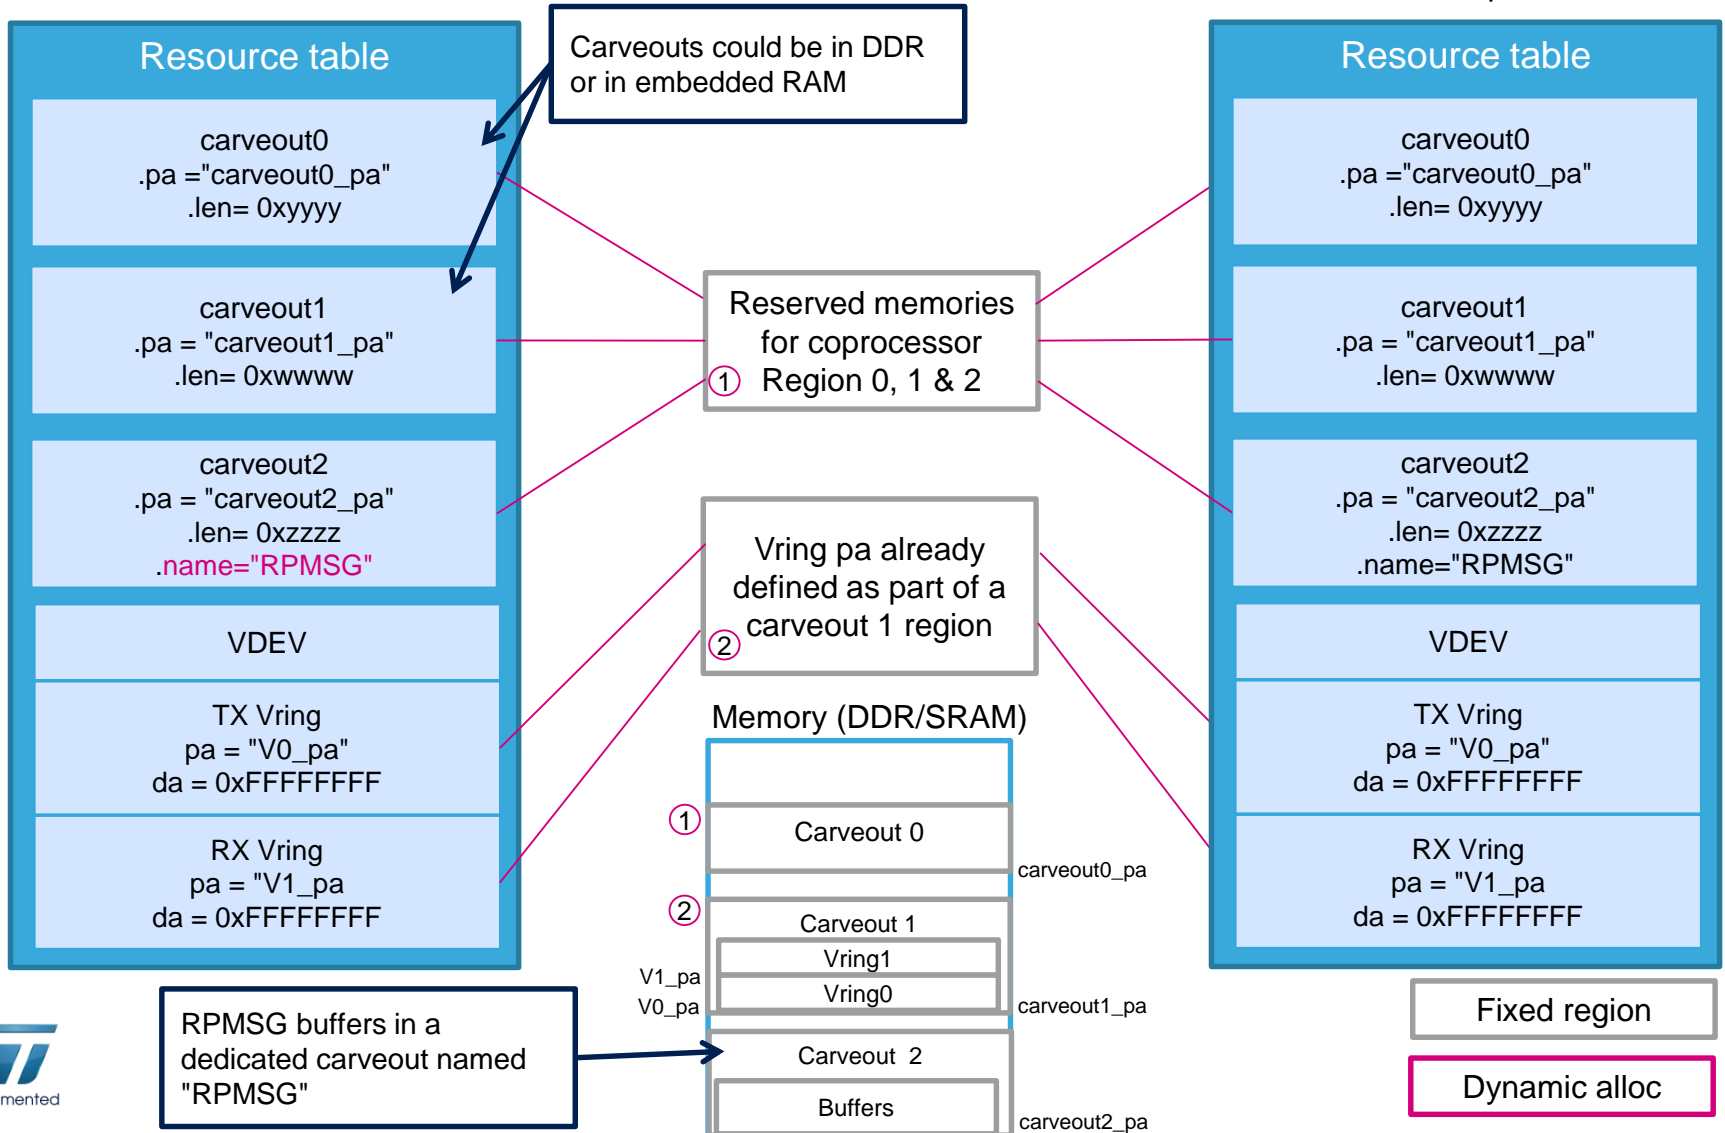 Resource table
carveout0
.pa ="carveout0_pa"
.len= 0xyyyy
carveout1
.pa = "carveout1_pa"
.len= 0xwwww
carveout2
.pa = "carveout2_pa"
.len= 0xzzzz
.name="RPMSG"
VDEV
TX Vring
pa = "V0_pa"
da = 0xFFFFFFFF
RX Vring
pa = "V1_pa
da = 0xFFFFFFFF
Carveouts could be in DDR
or in embedded RAM
Reserved memories
for coprocessor
① Region 0, 1 & 2
Vring pa already
defined as part of a
② carveout 1 region
Memory (DDR/SRAM)
①
Carveout 0
carveout0_pa
②
Carveout 1
Vring1
V1_pa
Vring0
V0_pa
carveout1_pa
Carveout 2
Buffers
carveout2_pa
RPMSG buffers in a
dedicated carveout named
"RPMSG"
Resource table
carveout0
.pa ="carveout0_pa"
.len= 0xyyyy
carveout1
.pa = "carveout1_pa"
.len= 0xwwww
carveout2
.pa = "carveout2_pa"
.len= 0xzzzz
.name="RPMSG"
VDEV
TX Vring
pa = "V0_pa"
da = 0xFFFFFFFF
RX Vring
pa = "V1_pa
da = 0xFFFFFFFF
Fixed region
Dynamic alloc
mented